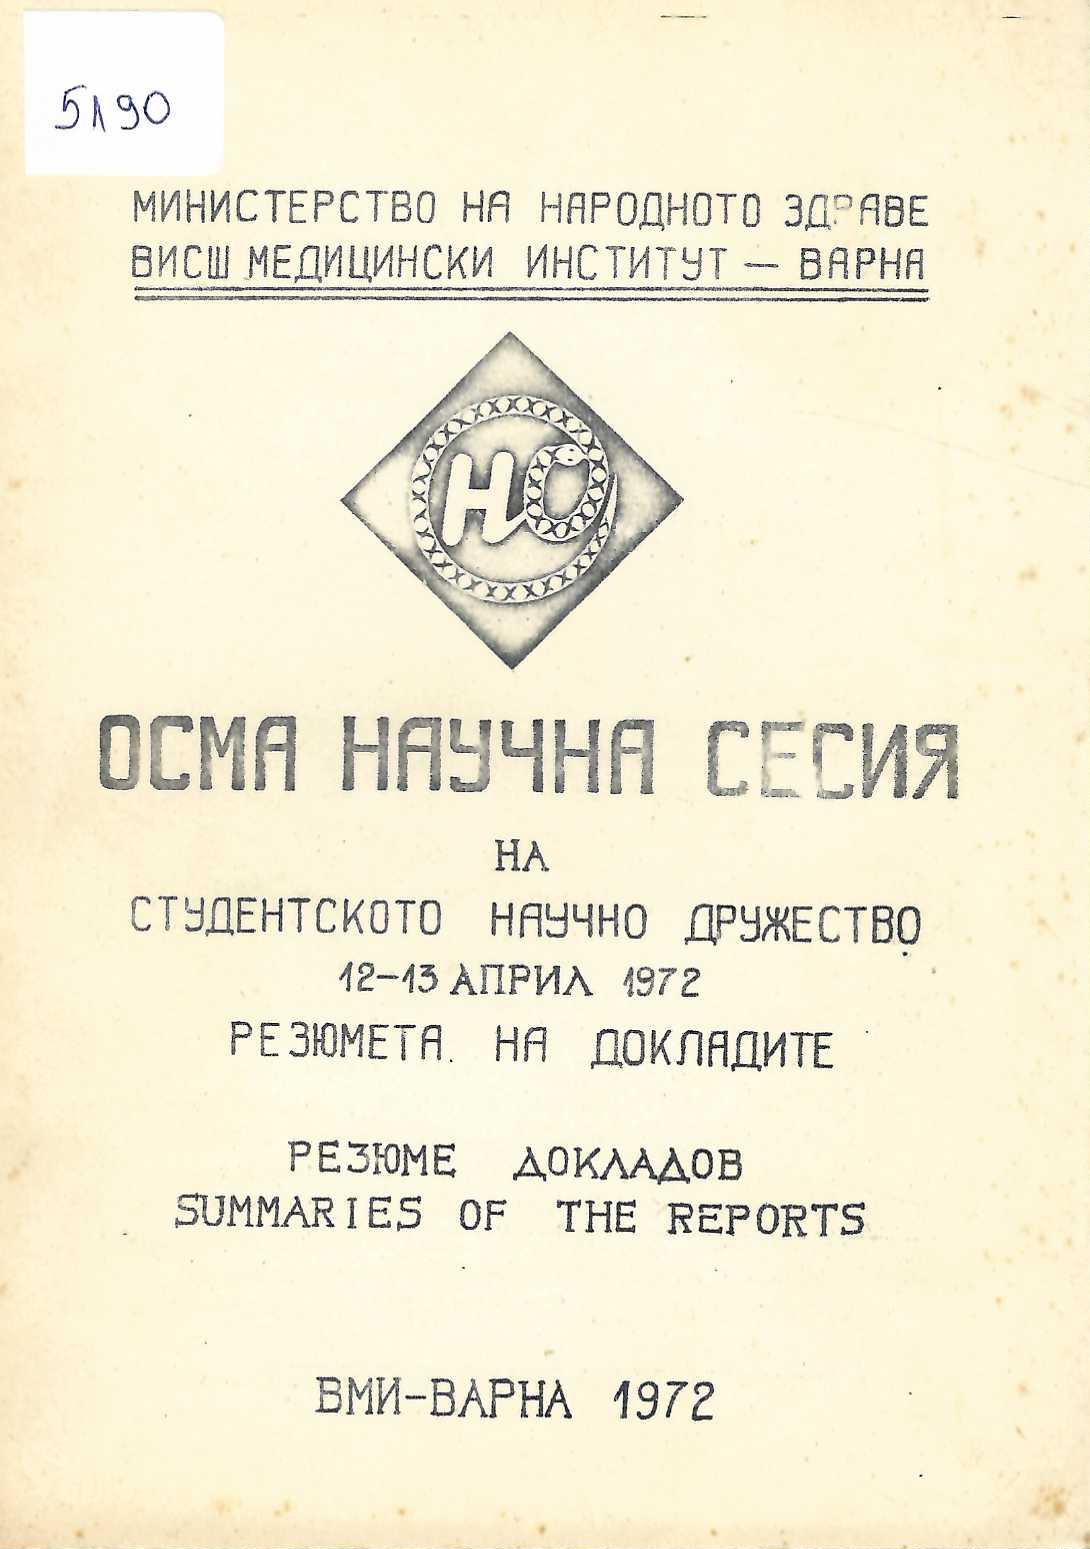 5190
МИНИСТЕРСТВО НА НАРОДНОТО ЗДРАВЕ
ВИСШ МЕДИЦИНСКИ ИНСТИТУТ — ВАРНА
НС
ОСМА НАУЧНА СЕСИЯ
НА
СТУДЕНТСКОТО НАУЧНО ДРУЖЕСТВО
12-13 АПРИЛ 1972
РЕЗЮМЕТА НА ДОКЛАДИТЕ
РЕЗЮМЕ ДОКЛАДОВ
SUMMARIES OF THE REPORTS
ВМИ-ВАРНА 1972